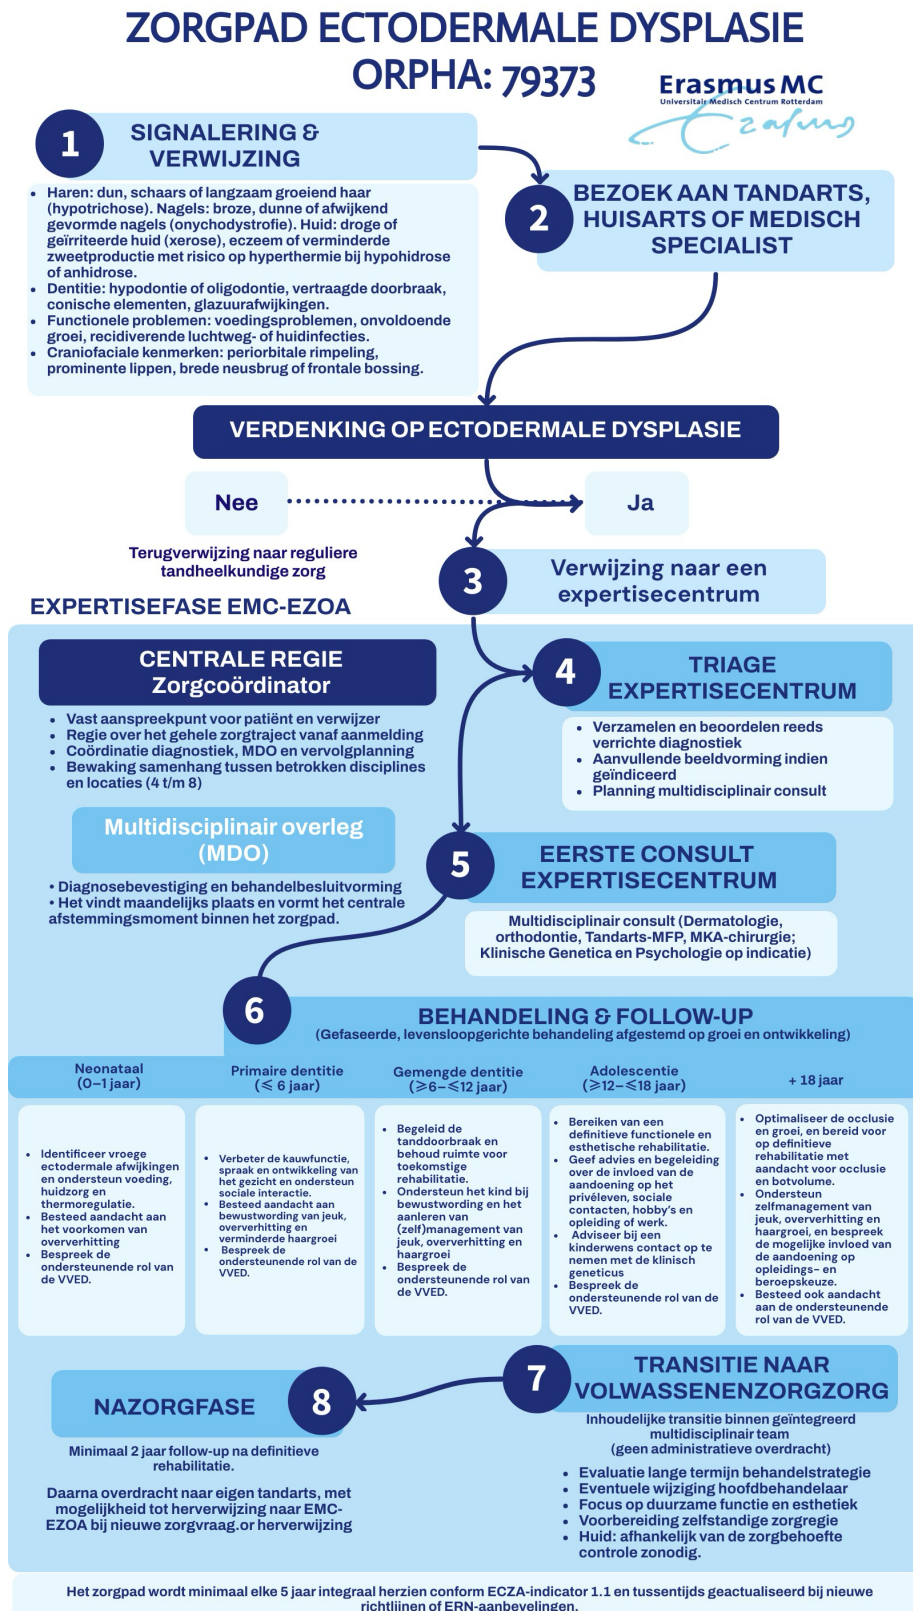 ZORGPAD ECTODERMALE DYSPLASIE
ORPHA: 79373
Erasmus MC
Universitair Medisch Centrum Rotterdam
Erasmus
1
SIGNALERING &
VERWIJZING
• Haren: dun, schaars of langzaam groeiend haar
(hypotrichose). Nagels: broze, dunne of afwijkend
gevormde nagels (onychodystrofie). Huid: droge of
geïrriteerde huid (xerose), eczeem of verminderde
zweetproductie met risico op hyperthermie bij hypohidrose
of anhidrose.
• Dentitie: hypodontie of oligodontie, vertraagde doorbraak,
conische elementen, glazuurafwijkingen.
• Functionele problemen: voedingsproblemen, onvoldoende
groei, recidiverende luchtweg- of huidinfecties.
• Craniofaciale kenmerken: periorbitale rimpeling,
prominente lippen, brede neusbrug of frontale bossing.
2
BEZOEK AAN TANDARTS,
HUISARTS OF MEDISCH
SPECIALIST
VERDENKING OP ECTODERMALE DYSPLASIE
Nee
Ja
Terugverwijzing naar reguliere
tandheelkundige zorg
3
Verwijzing naar een
expertisecentrum
EXPERTISEFASE EMC-EZOA
CENTRALE REGIE
Zorgcoördinator
• Vast aanspreekpunt voor patiënt en verwijzer
• Regie over het gehele zorgtraject vanaf aanmelding
• Coördinatie diagnostiek, MDO en vervolgplanning
• Bewaking samenhang tussen betrokken disciplines
en locaties (4 t/m 8)
4
TRIAGE
EXPERTISECENTRUM
• Verzamelen en beoordelen reeds
verrichte diagnostiek
• Aanvullende beeldvorming indien
geïndiceerd
• Planning multidisciplinair consult
Multidisciplinair overleg
(MDO)
• Diagnosebevestiging en behandelbesluitvorming
• Het vindt maandelijks plaats en vormt het centrale
afstemmingsmoment binnen het zorgpad.
5
EERSTE CONSULT
EXPERTISECENTRUM
Multidisciplinair consult (Dermatologie,
orthodontie, Tandarts-MFP, MKA-chirurgie;
Klinische Genetica en Psychologie op indicatie)
6
BEHANDELING & FOLLOW-UP
(Gefaseerde, levensloopgerichte behandeling afgestemd op groei en ontwikkeling)
Neonataal
(0–1 jaar)
• Identificeer vroege
ectodermale afwijkingen
en ondersteun voeding,
huidzorg en
thermoregulatie.
• Besteed aandacht aan
het voorkomen van
oververhitting
• Bespreek de
ondersteunende rol van
de VVED.
Primaire dentitie
(⩽ 6 jaar)
• Verbeter de kauwfunctie,
spraak en ontwikkeling van
het gezicht en ondersteun
sociale interactie.
• Besteed aandacht aan
bewustwording van jeuk,
oververhitting en
verminderde haargroei
• Bespreek de
ondersteunende rol van de
VVED.
Gemengde dentitie
(⩾6–⩽12 jaar)
• Begeleid de
tanddoorbraak en
behoud ruimte voor
toekomstige
rehabilitatie.
• Ondersteun het kind bij
bewustwording en het
aanleren van
(zelf)management van
jeuk, oververhitting en
haargroei
• Bespreek de
ondersteunende rol van
de VVED.
Adolescentie
(⩾12–⩽18 jaar)
• Bereiken van een
definitieve functionele en
esthetische rehabilitatie.
• Geef advies en begeleiding
over de invloed van de
aandoening op het
privéleven, sociale
contacten, hobby's en
opleiding of werk.
• Adviseer bij een
kinderwens contact op te
nemen met de klinisch
geneticus
• Bespreek de
ondersteunende rol van de
VVED.
+ 18 jaar
• Optimaliseer de occlusie
en groei, en bereid voor
op definitieve
rehabilitatie met
aandacht voor occlusie
en botvolume.
• Ondersteun
zelfmanagement van
jeuk, oververhitting en
haargroei, en bespreek
de mogelijke invloed van
de aandoening op
opleidings- en
beroepskeuze.
• Besteed ook aandacht
aan de ondersteunende
rol van de VVED.
7
TRANSITIE NAAR
VOLWASSENENZORGZORG
Inhoudelijke transitie binnen geïntegreerd
multidisciplinair team
(geen administratieve overdracht)
• Evaluatie lange termijn behandelstrategie
• Eventuele wijziging hoofdbehandelaar
• Focus op duurzame functie en esthetiek
• Voorbereiding zelfstandige zorgregie
• Huid: afhankelijk van de zorgbehoefte
controle zonodig.
8
NAZORGFASE
Minimaal 2 jaar follow-up na definitieve
rehabilitatie.
Daarna overdracht naar eigen tandarts, met
mogelijkheid tot herverwijzing naar EMC-
EZOA bij nieuwe zorgvraag.or herverwijzing
Het zorgpad wordt minimaal elke 5 jaar integraal herzien conform ECZA-indicator 1.1 en tussentijds geactualiseerd bij nieuwe
richtlijnen of ERN-aanbevelingen.